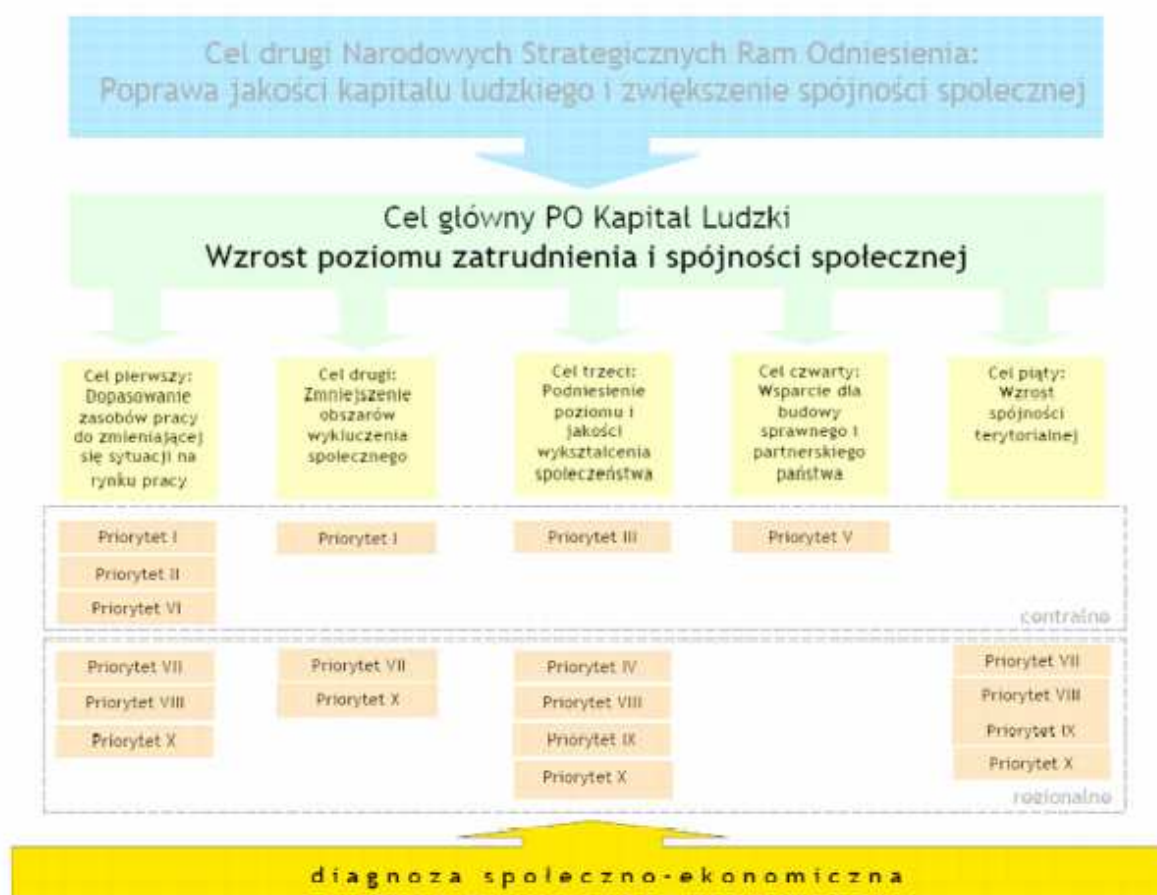 Cel drugi Narodowych Strategicznych Ram Odniesienia:
Poprawa jakości kapitału ludzkiego i zwiększenie spójności społecznej
Cel główny PO Kapitał Ludzki
Wzrost poziomu zatrudnienia i spójności społecznej
Cel pierwszy:
Dopasowanie
zasobów pracy
do zmieniającej
się sytuacji na
rynku pracy
Cel drugi:
Zmniejszenie
obszarów
wykluczenia
społecznego
Cel trzeci:
Podniesienie
poziomu i
jakości
wykształcenia
społeczeństwa
Cel czwarty:
Wsparcie dla
budowy
sprawnego i
partnerskiego
państwa
Cel piąty:
Wzrost
spójności
terytorialnej
Priorytet I
Priorytet II
Priorytet VI
Priorytet I
Priorytet III
Priorytet V
centralne
Priorytet VII
Priorytet VIII
Priorytet X
Priorytet VII
Priorytet X
Priorytet IV
Priorytet VIII
Priorytet IX
Priorytet X
Priorytet VII
Priorytet VIII
Priorytet IX
Priorytet X
regionalne
diagnoza społeczno-ekonomiczna